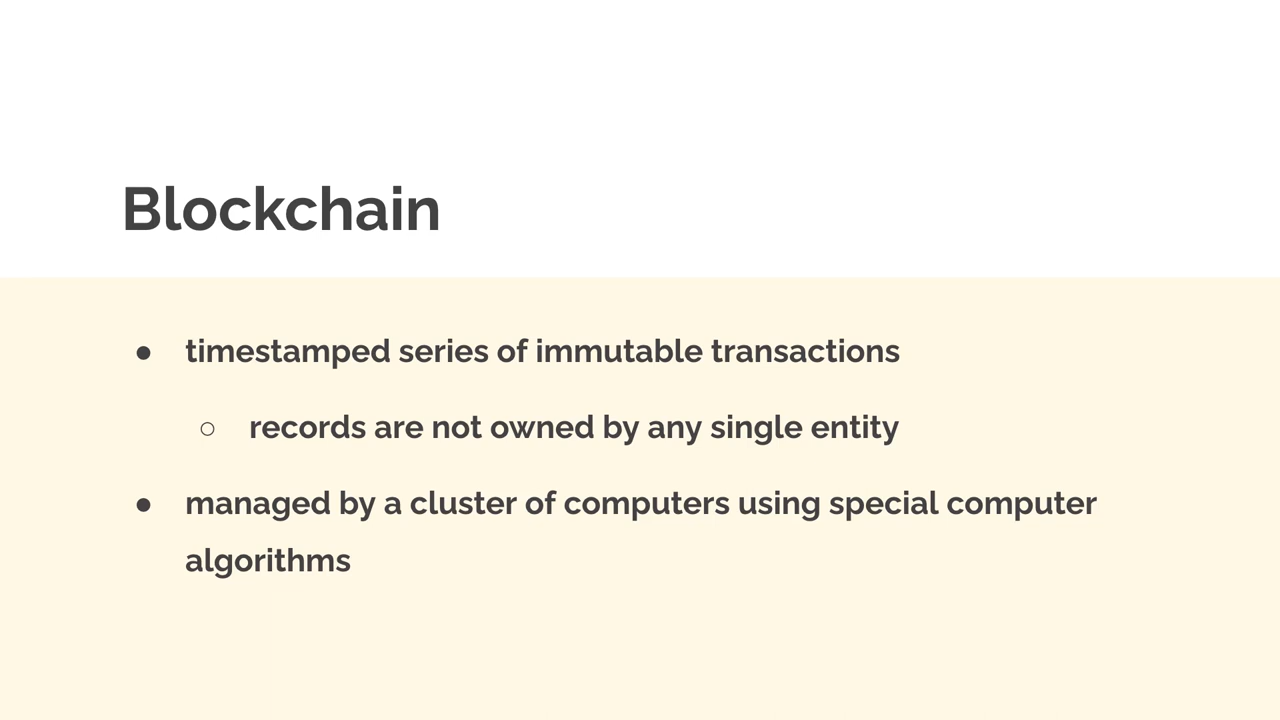 Blockchain
● timestamped series of immutable transactions
○ records are not owned by any single entity
● managed by a cluster of computers using special computer
algorithms